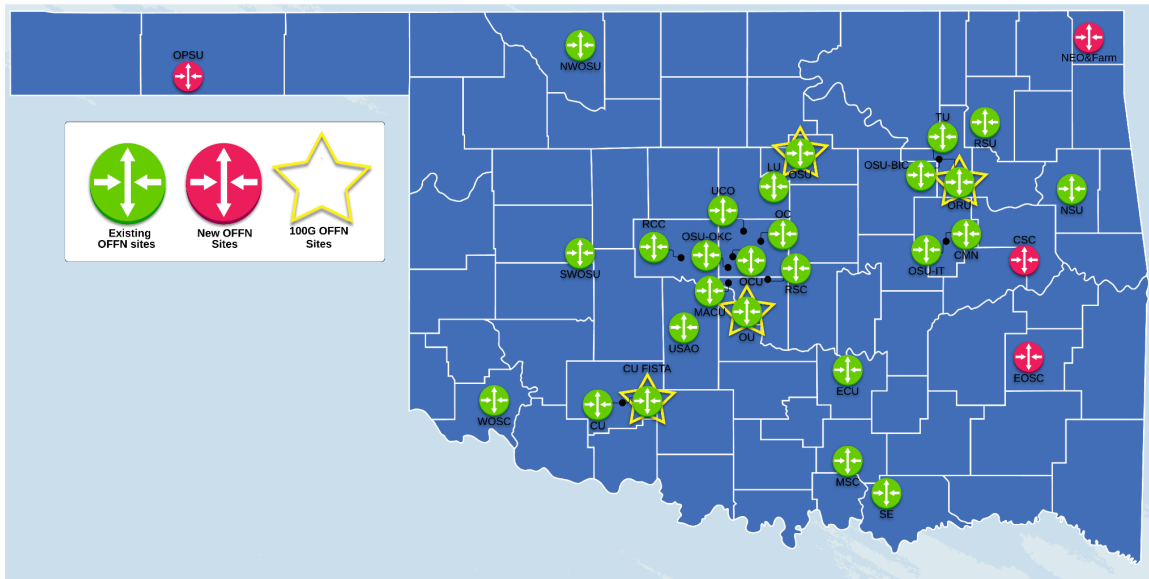 OPSU
NWOSU
NEO&Farm
TU
RSU
OSU-BIC
LU
OSU
ORU
NSU
UCO
OC
RCC
OSU-OKC
OCU
RSC
SWOSU
OSU-IT
CMN
CSC
MACU
OU
USAO
CU FISTA
ECU
EOSC
WOSC
CU
MSC
SE
Existing
OFFN sites
New OFFN
Sites
100G OFFN
Sites